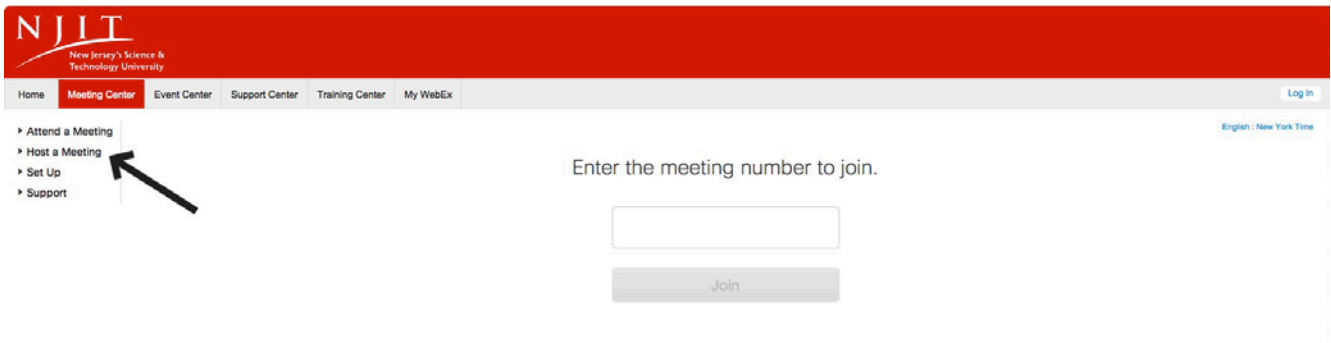 NJIT
New Jersey's Science &
Technology University
Home Meeting Center Event Center Support Center Training Center My WebEx Log In
English : New York Time
Attend a Meeting
Host a Meeting
Set Up
Support
Enter the meeting number to join.
Join